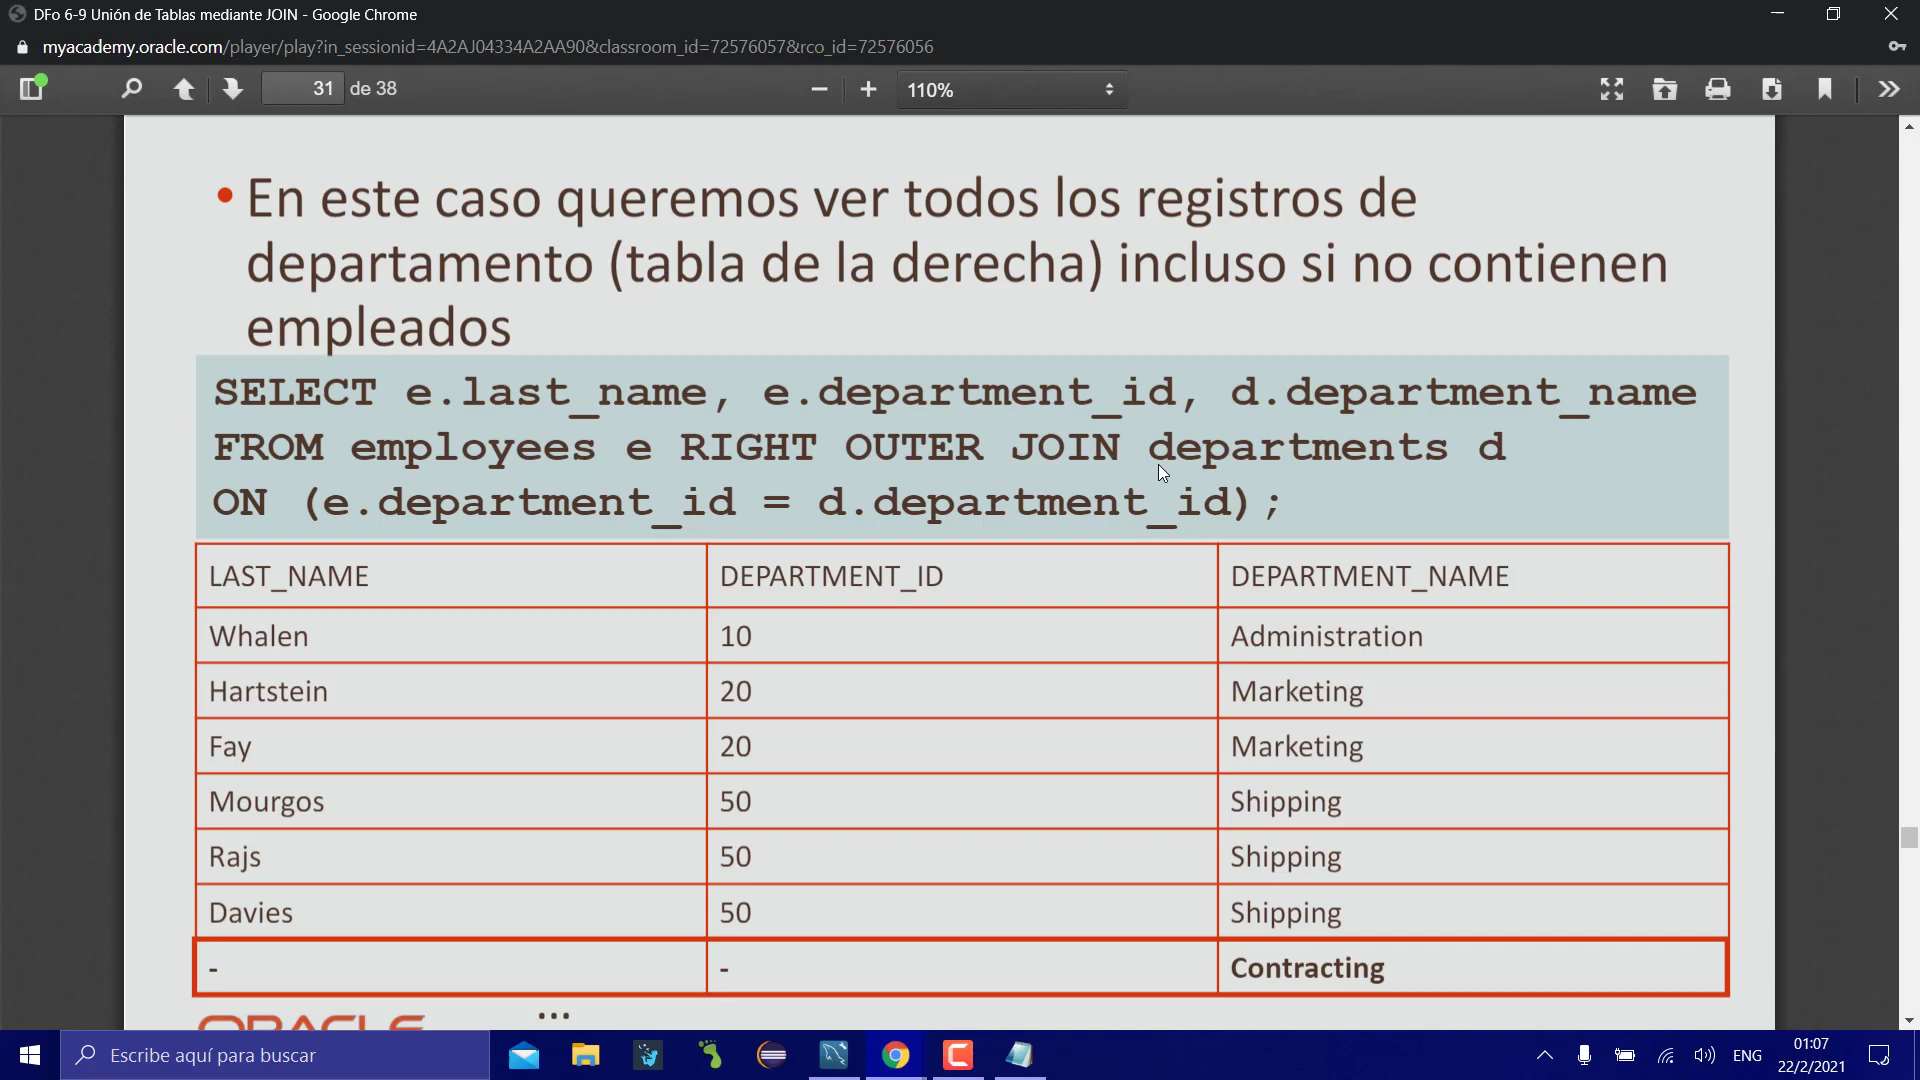 DFo 6-9 Unión de Tablas mediante JOIN - Google Chrome
myacademy.oracle.com/player/play?in_sessionid=4A2AJ04334A2AA90&classroom_id=72576057&rco_id=72576056
31 de 38
110%
• En este caso queremos ver todos los registros de
departamento (tabla de la derecha) incluso si no contienen
empleados
SELECT e.last_name, e.department_id, d.department_name
FROM employees e RIGHT OUTER JOIN departments d
ON (e.department_id = d.department_id);
LAST_NAME DEPARTMENT_ID DEPARTMENT_NAME
Whalen 10 Administration
Hartstein 20 Marketing
Fay 20 Marketing
Mourgos 50 Shipping
Rajs 50 Shipping
Davies 50 Shipping
- - Contracting
ORACLE ...
Escribe aquí para buscar
ENG
01:07
22/2/2021